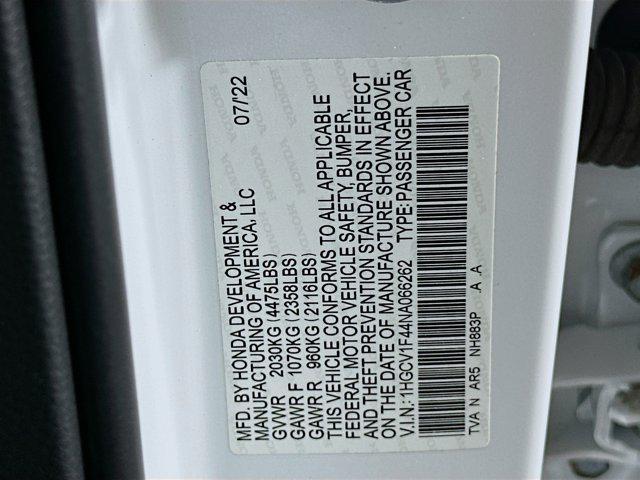 MFD. BY HONDA DEVELOPMENT & 07/'22
MANUFACTURING OF AMERICA, LLC
GVWR 2030KG (4475LBS)
GAWR F 1070KG (2358LBS)
GAWR R 960KG (2116LBS)
THIS VEHICLE CONFORMS TO ALL APPLICABLE
FEDERAL MOTOR VEHICLE SAFETY, BUMPER,
AND THEFT PREVENTION STANDARDS IN EFFECT
ON THE DATE OF MANUFACTURE SHOWN ABOVE.
V.I.N.: 1HGCV1F44NA066262 TYPE: PASSENGER CAR
TVA N AR5 NH883P .A .A